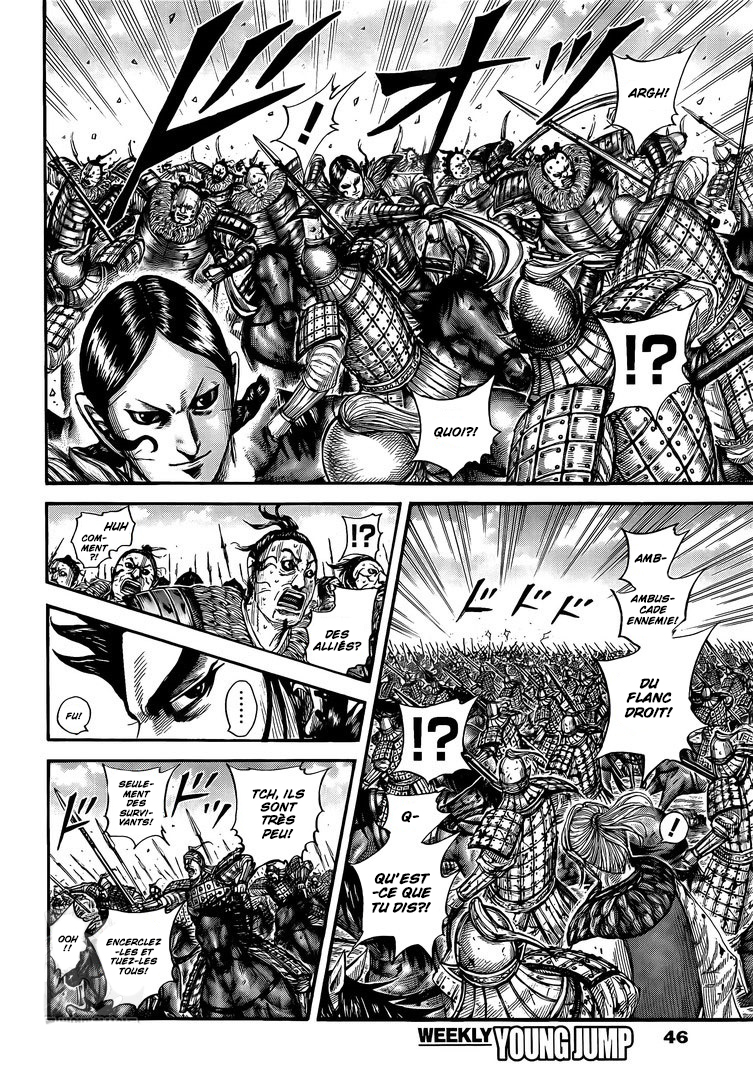 ドオッ
ARGH!
!
!?
QUOI?!
AMB-
AMBUS-
CADE
ENNEMIE!
DU
FLANC
DROIT!
ドドド
!?
!
Q-
QU'EST
-CE QUE
TU DIS?!
!?
HUH
COM-
MENT
?!
DES
ALLIÉS?
......
FU!
TCH, ILS
SONT
TRÈS
PEU!
SEULE-
MENT
DES
SURVI-
VANTS!
ドド
ENCERCLEZ
-LES ET
TUEZ-LES
TOUS!
OOH
!!
WEEKLY YOUNG JUMP 46